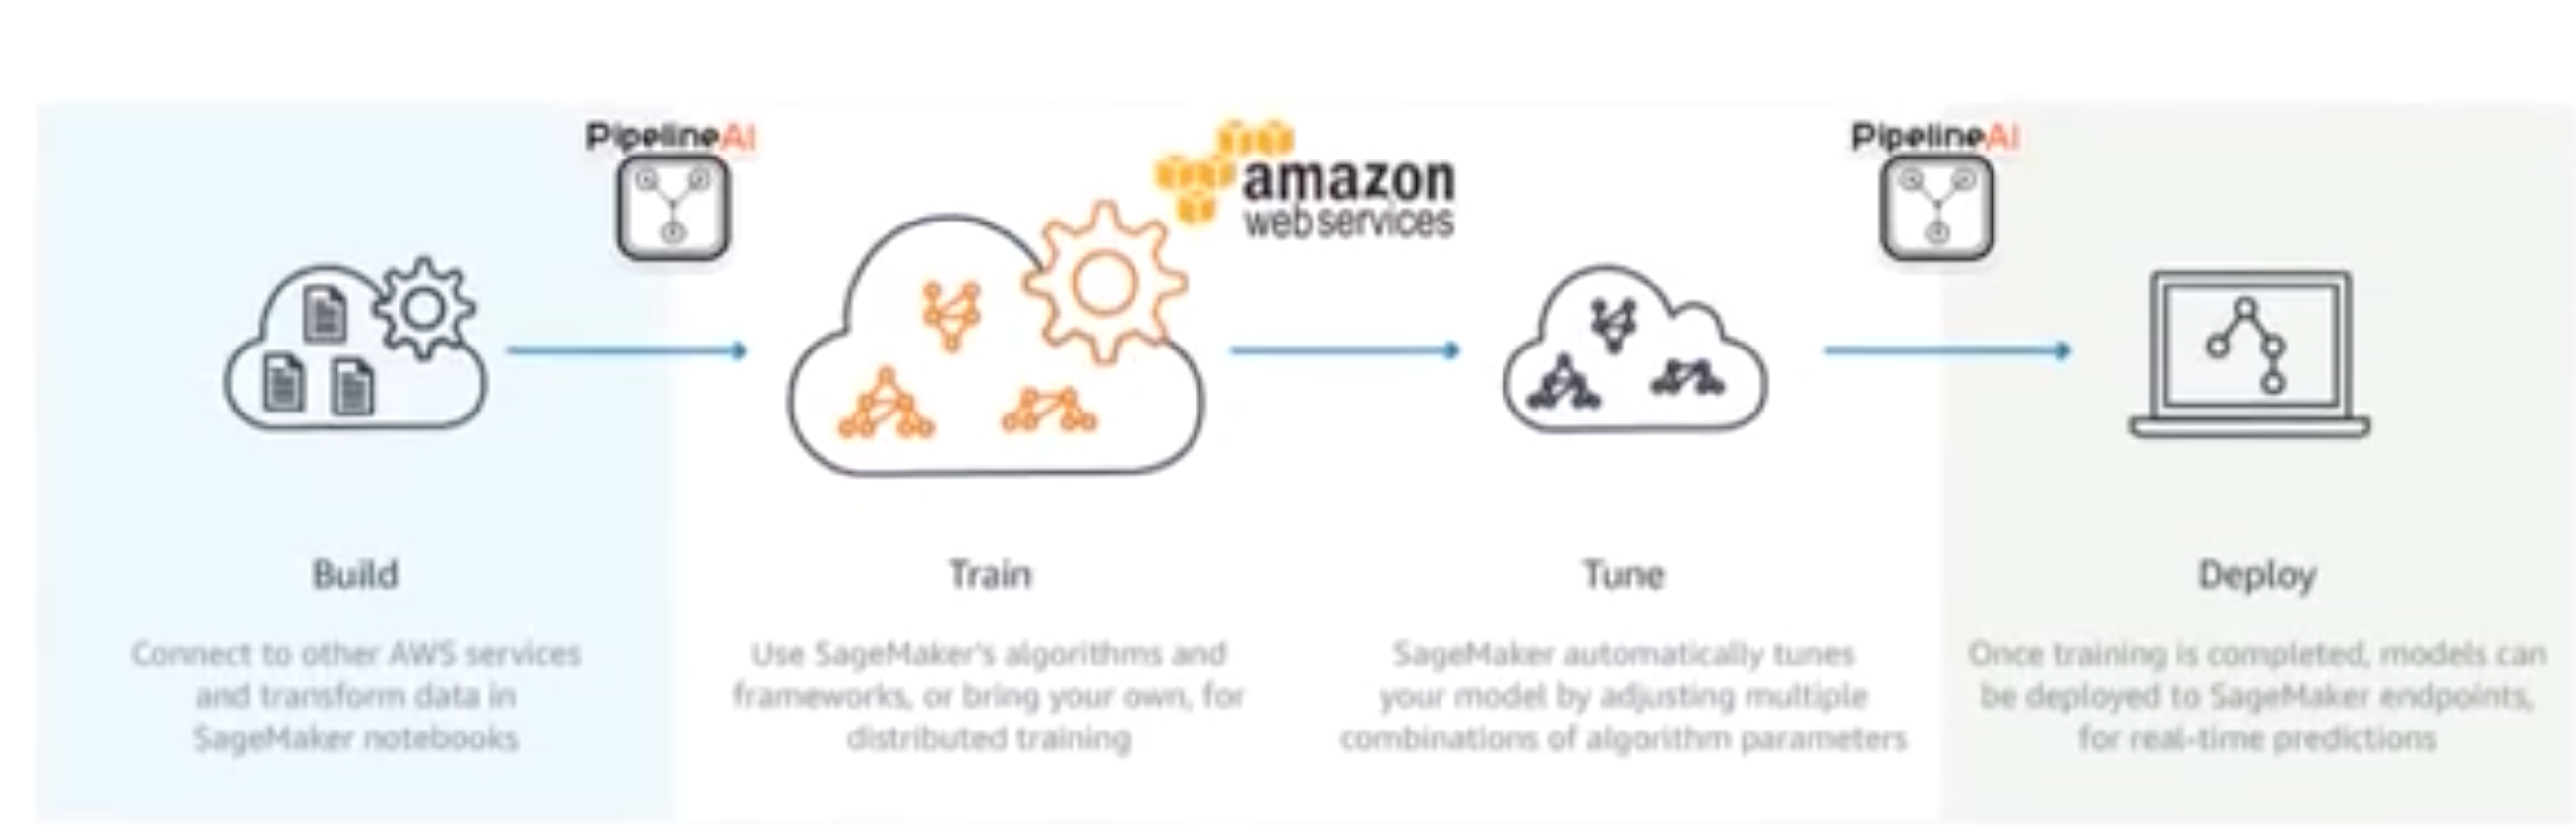 PipelineAI
amazon
webservices
PipelineAI
Build
Connect to other AWS services
and transform data in
SageMaker notebooks
Train
Use SageMaker's algorithms and
frameworks, or bring your own, for
distributed training
Tune
SageMaker automatically tunes
your model by adjusting multiple
combinations of algorithm parameters
Deploy
Once training is completed, models can
be deployed to SageMaker endpoints,
for real-time predictions